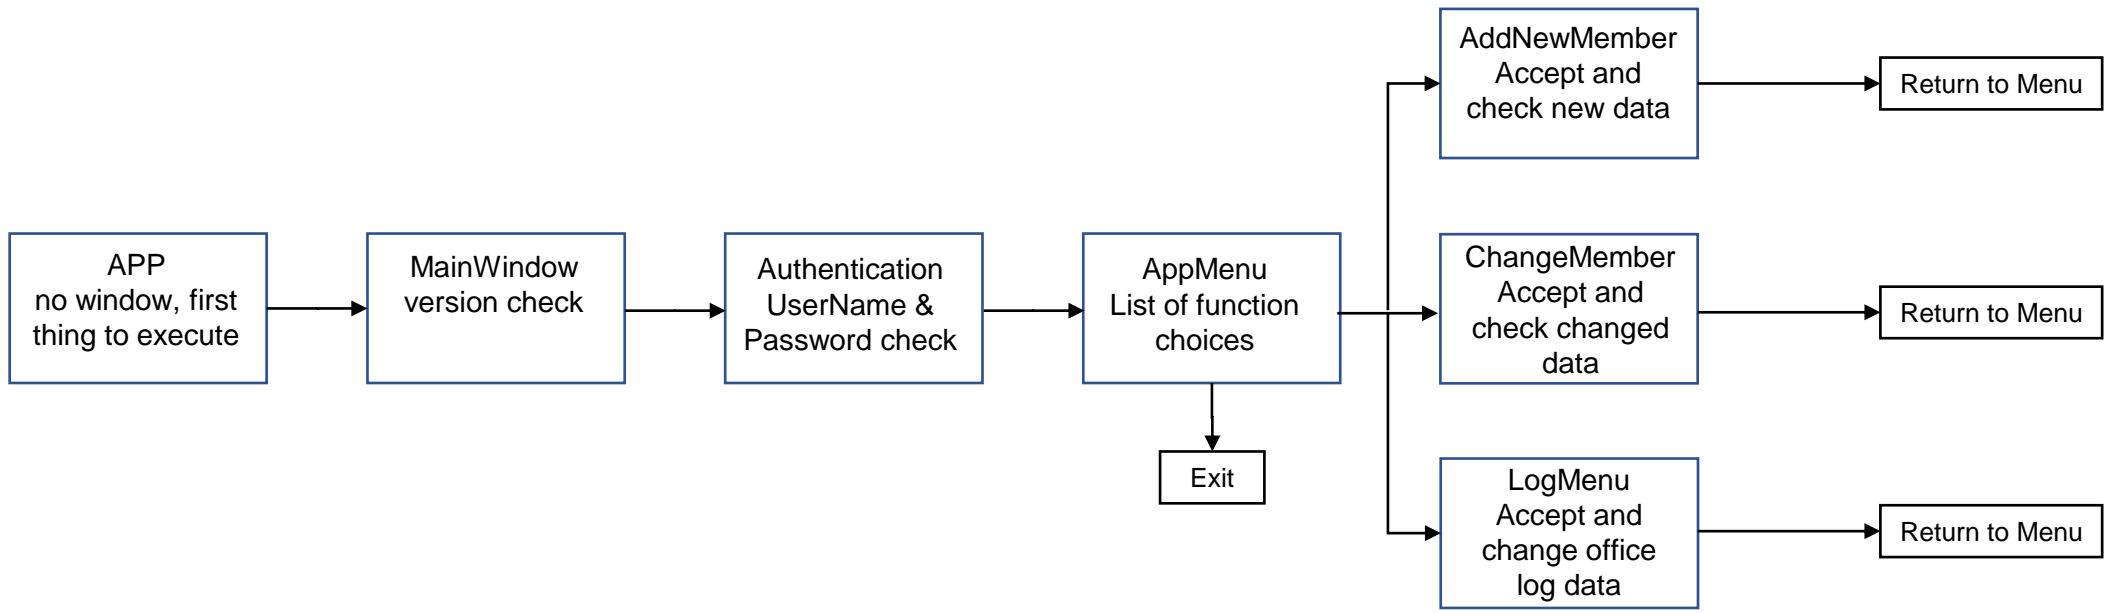 APP
no window, first
thing to execute
MainWindow
version check
Authentication
UserName &
Password check
AppMenu
List of function
choices
Exit
AddNewMember
Accept and
check new data
Return to Menu
ChangeMember
Accept and
check changed
data
Return to Menu
LogMenu
Accept and
change office
log data
Return to Menu